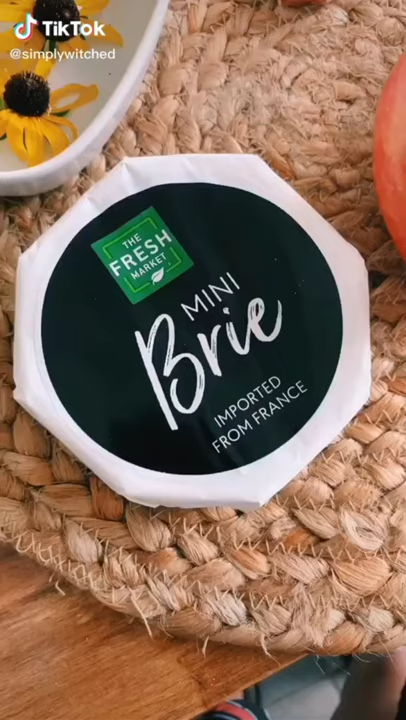 TikTok
@simplywitched
THE
FRESH
MARKET
MINI
Brie
IMPORTED
FROM FRANCE